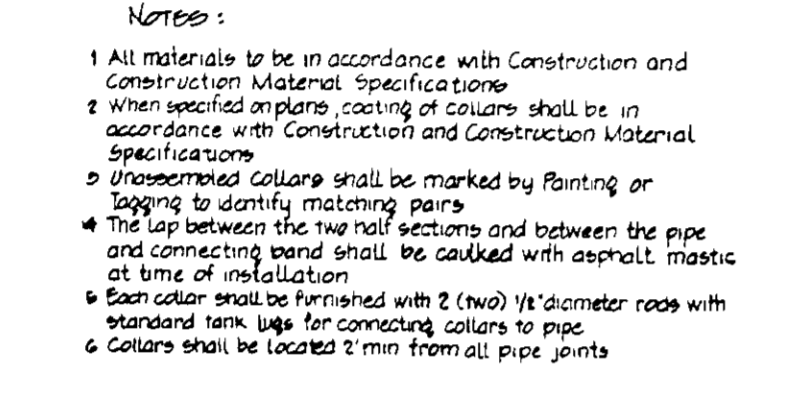 NOTES:
1 All materials to be in accordance with Construction and
Construction Material Specifications
2 When specified on plans, coating of collars shall be in
accordance with Construction and Construction Material
Specifications
3 Unassembled Collars shall be marked by Painting or
Tagging to identify matching pairs
4 The lap between the two half sections and between the pipe
and connecting band shall be caulked with asphalt mastic
at time of installation
5 Each collar shall be furnished with 2 (two) 1/2" diameter rods with
standard tank lugs for connecting collars to pipe
6 Collars shall be located 2' min from all pipe joints